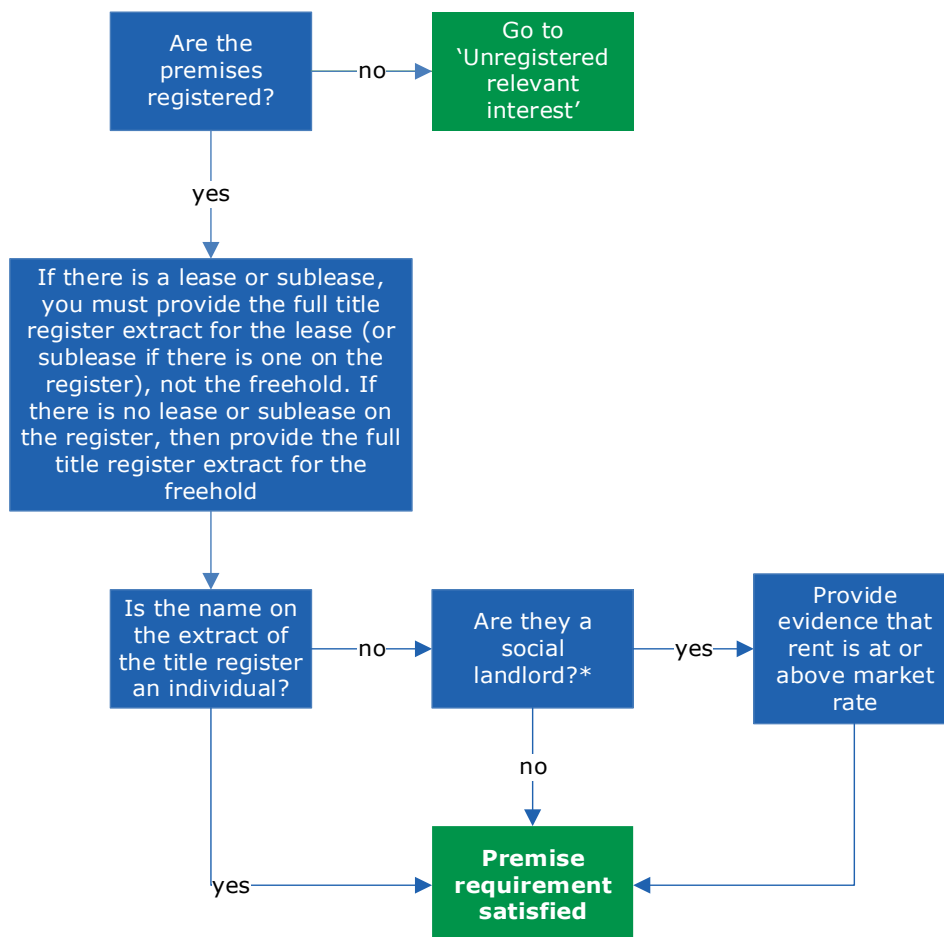 Are the
premises
registered?
no
Go to
‘Unregistered
relevant
interest’
yes
If there is a lease or sublease,
you must provide the full title
register extract for the lease (or
sublease if there is one on the
register), not the freehold. If
there is no lease or sublease on
the register, then provide the full
title register extract for the
freehold
Is the name on
the extract of
the title register
an individual?
no
Are they a
social
landlord?*
yes
Provide
evidence that
rent is at or
above market
rate
no
yes
Premise
requirement
satisfied